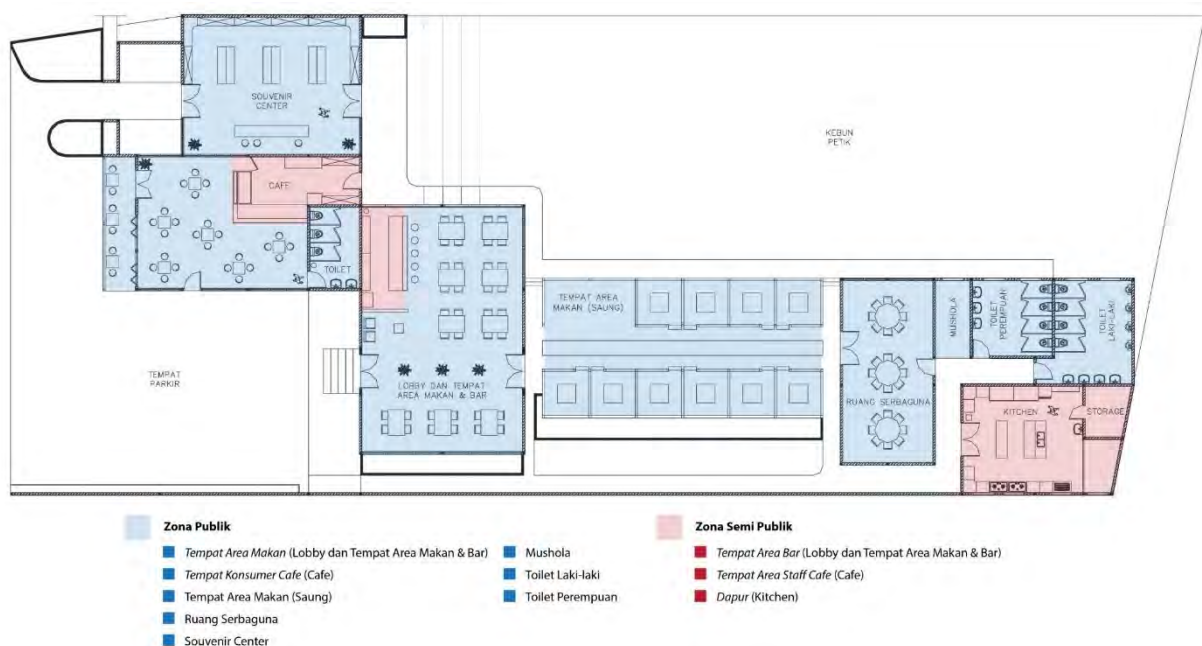 SOUVENIR
CENTER
KEBUN
PETIK
CAFE
TOILET
TEMPAT AREA
MAKAN (SAUNG)
MUSHOLA
TOILET
PEREMPUAN
TOILET
LAKI-LAKI
TEMPAT
PARKIR
LOBBY DAN TEMPAT
AREA MAKAN & BAR
RUANG SERBAGUNA
KITCHEN
STORAGE
Zona Publik
Tempat Area Makan (Lobby dan Tempat Area Makan & Bar)
Tempat Konsumer Cafe (Cafe)
Tempat Area Makan (Saung)
Ruang Serbaguna
Souvenir Center
Mushola
Toilet Laki-laki
Toilet Perempuan
Zona Semi Publik
Tempat Area Bar (Lobby dan Tempat Area Makan & Bar)
Tempat Area Staff Cafe (Cafe)
Dapur (Kitchen)